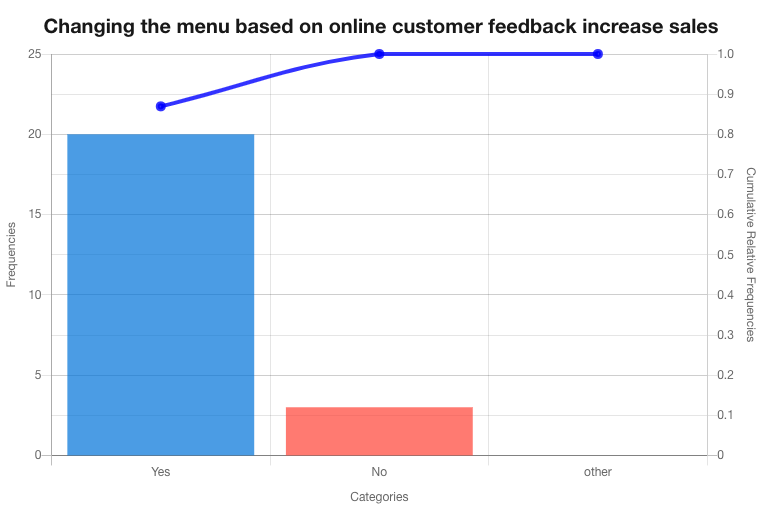 Changing the menu based on online customer feedback increase sales
25
20
15
10
5
0
Frequencies
1.0
0.9
0.8
0.7
0.6
0.5
0.4
0.3
0.2
0.1
0
Cumulative Relative Frequencies
Yes
No
other
Categories